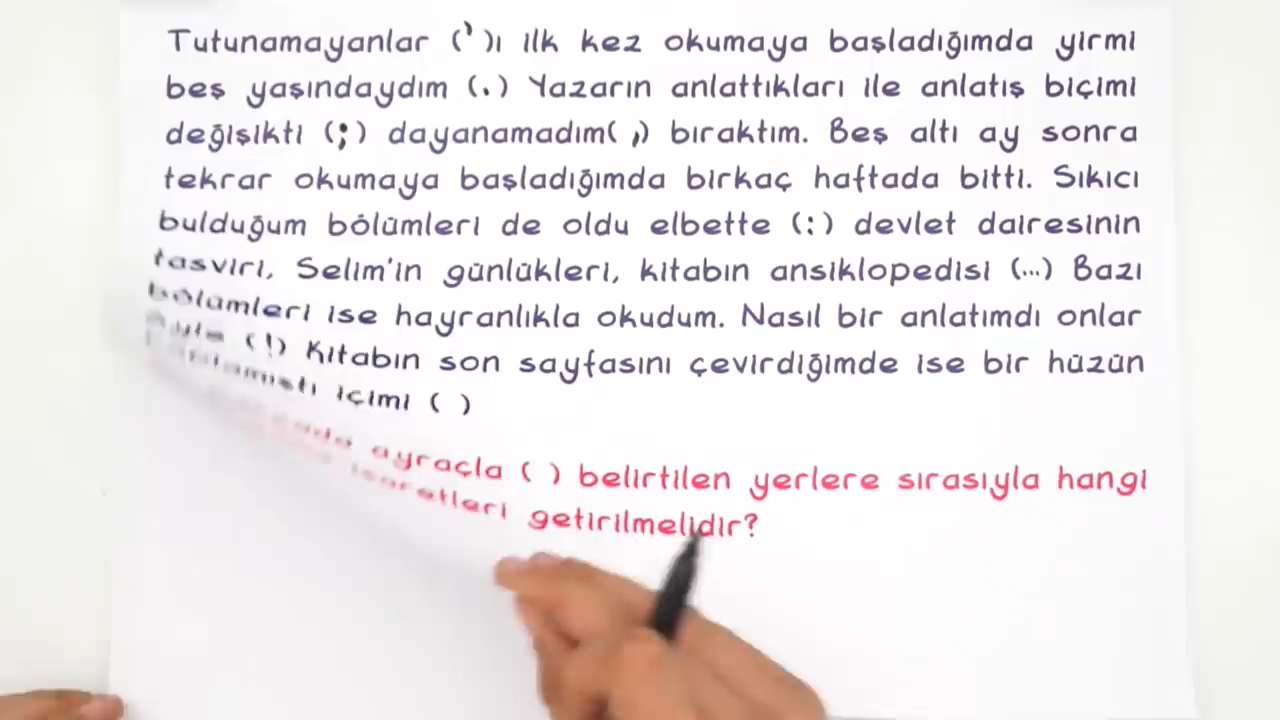 Tutunamayanlar (')ı ilk kez okumaya başladığımda yirmi
beş yaşındaydım (.) Yazarın anlattıkları ile anlatış biçimi
değişikti (;) dayanamadım( ,) bıraktım. Beş altı ay sonra
tekrar okumaya başladığımda birkaç haftada bitti. Sıkıcı
bulduğum bölümleri de oldu elbette (:) devlet dairesinin
tasviri, Selim'in günlükleri, kitabın ansiklopedisi (...) Bazı
bölümleri ise hayranlıkla okudum. Nasıl bir anlatımdı onlar
öyle (!) Kitabın son sayfasını çevirdiğimde ise bir hüzün
içimi ( )
ayraçla ( ) belirtilen yerlere sırasıyla hangi
işaretleri getirilmelidir?